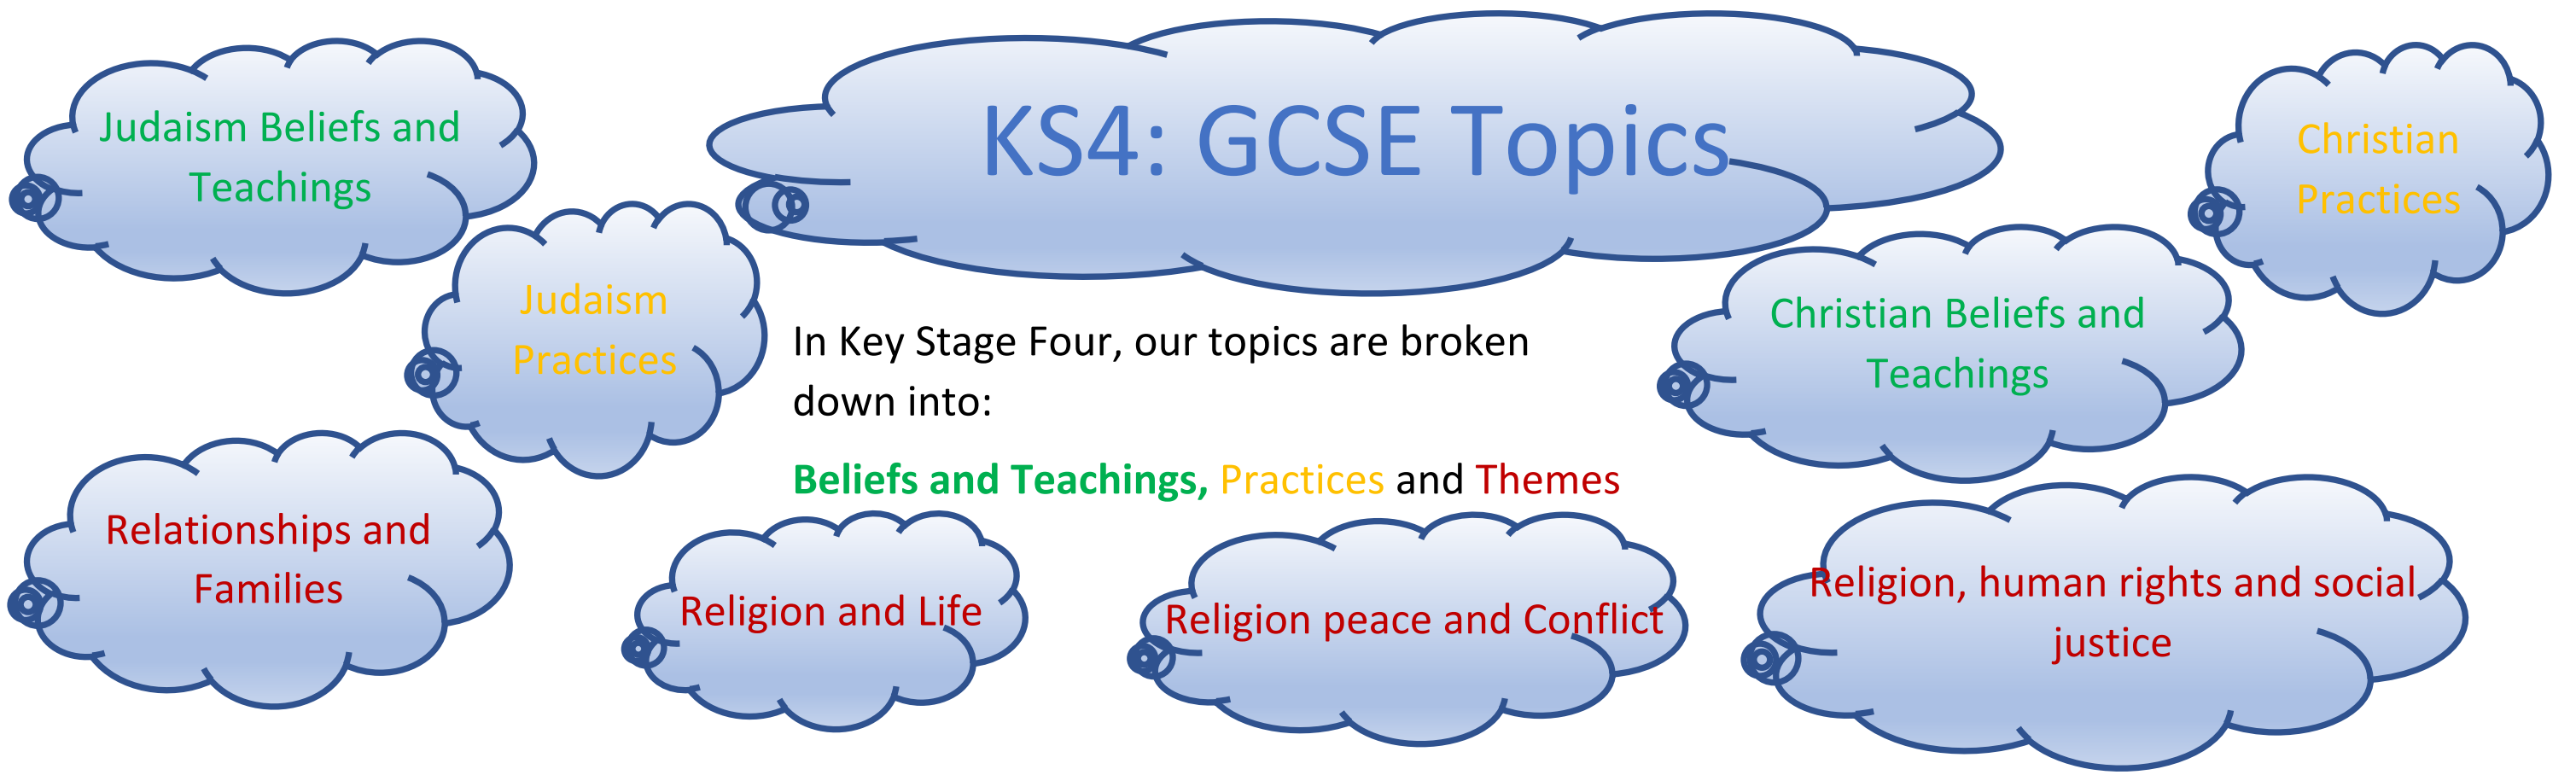 KS4: GCSE Topics
Judaism Beliefs and
Teachings
Christian
Practices
Judaism
Practices
Christian Beliefs and
Teachings
In Key Stage Four, our topics are broken
down into:
Beliefs and Teachings, Practices and Themes
Relationships and
Families
Religion and Life
Religion peace and Conflict
Religion, human rights and social
justice